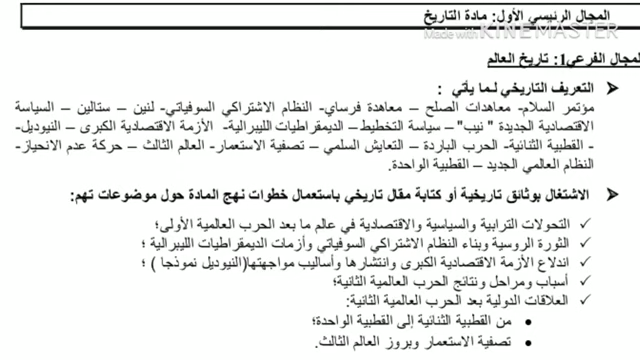 المجال الرئيسي الأول: مادة التاريخ
Made with KINEMASTER
المجال الفرعي1: تاريخ العالم
التعريف التاريخي لما يأتي :
مؤتمر السلام- معاهدات الصلح – معاهدة فرساي- النظام الاشتراكي السوفياتي- لنين – ستالين – السياسة
الاقتصادية الجديدة " نيب"– سياسة التخطيط – الديمقراطيات الليبرالية- الأزمة الاقتصادية الكبرى – النيوديل-
- القطبية الثنائية- الحرب الباردة – التعايش السلمي – تصفية الاستعمار- العالم الثالث – حركة عدم الانحياز-
النظام العالمي الجديد – القطبية الواحدة.
الاشتغال بوثائق تاريخية أو كتابة مقال تاريخي باستعمال خطوات نهج المادة حول موضوعات تهم:
التحولات الترابية والسياسية والاقتصادية في عالم ما بعد الحرب العالمية الأولى؛
الثورة الروسية وبناء النظام الاشتراكي السوفياتي وأزمات الديمقراطيات الليبرالية ؛
اندلاع الأزمة الاقتصادية الكبرى وانتشارها وأساليب مواجهتها(النيوديل نموذجا ) ؛
أسباب ومراحل ونتائج الحرب العالمية الثانية؛
العلاقات الدولية بعد الحرب العالمية الثانية:
من القطبية الثنائية إلى القطبية الواحدة؛
تصفية الاستعمار وبروز العالم الثالث.